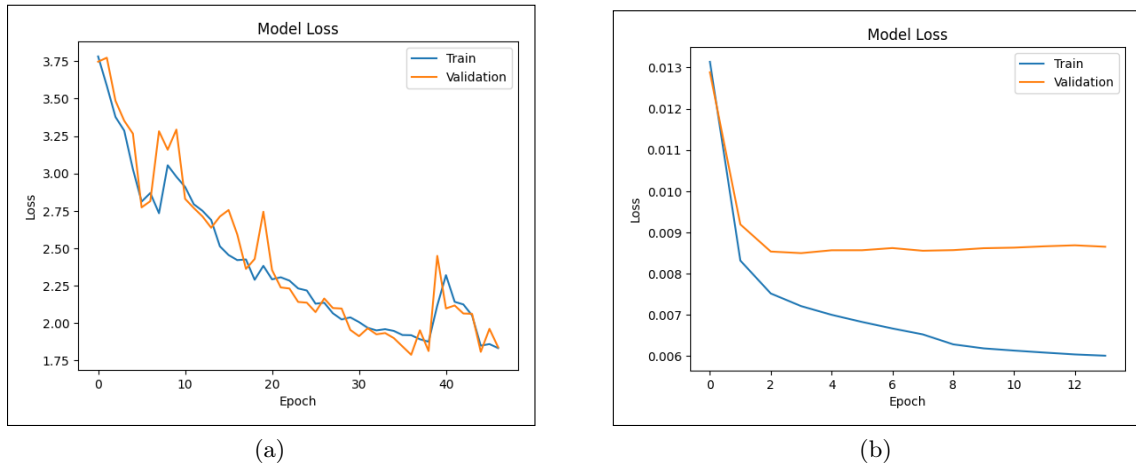 Model Loss
Train
Validation
3.75
3.50
3.25
3.00
2.75
2.50
2.25
2.00
1.75
Loss
0 10 20 30 40
Epoch
(a)
Model Loss
Train
Validation
0.013
0.012
0.011
0.010
0.009
0.008
0.007
0.006
Loss
0 2 4 6 8 10 12
Epoch
(b)